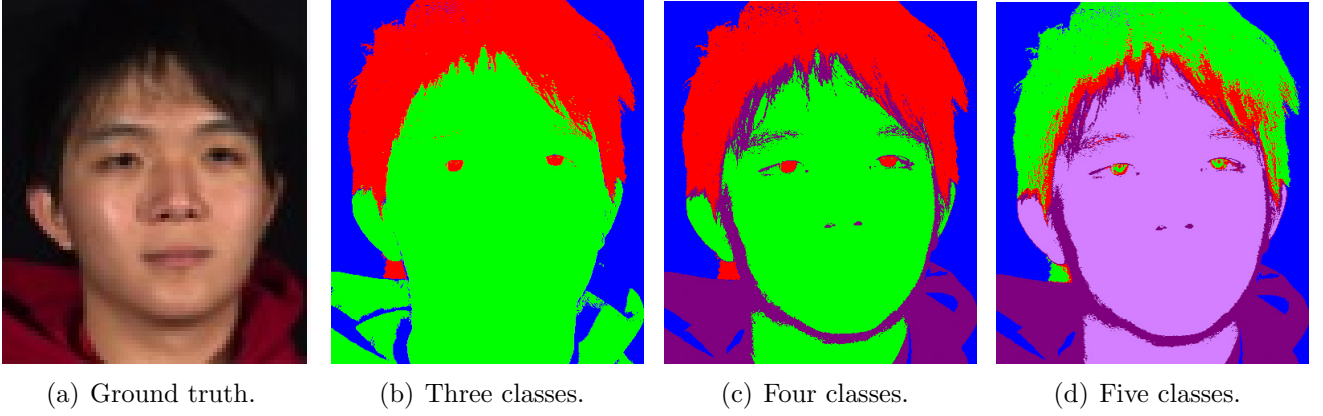 (a) Ground truth.
(b) Three classes.
(c) Four classes.
(d) Five classes.